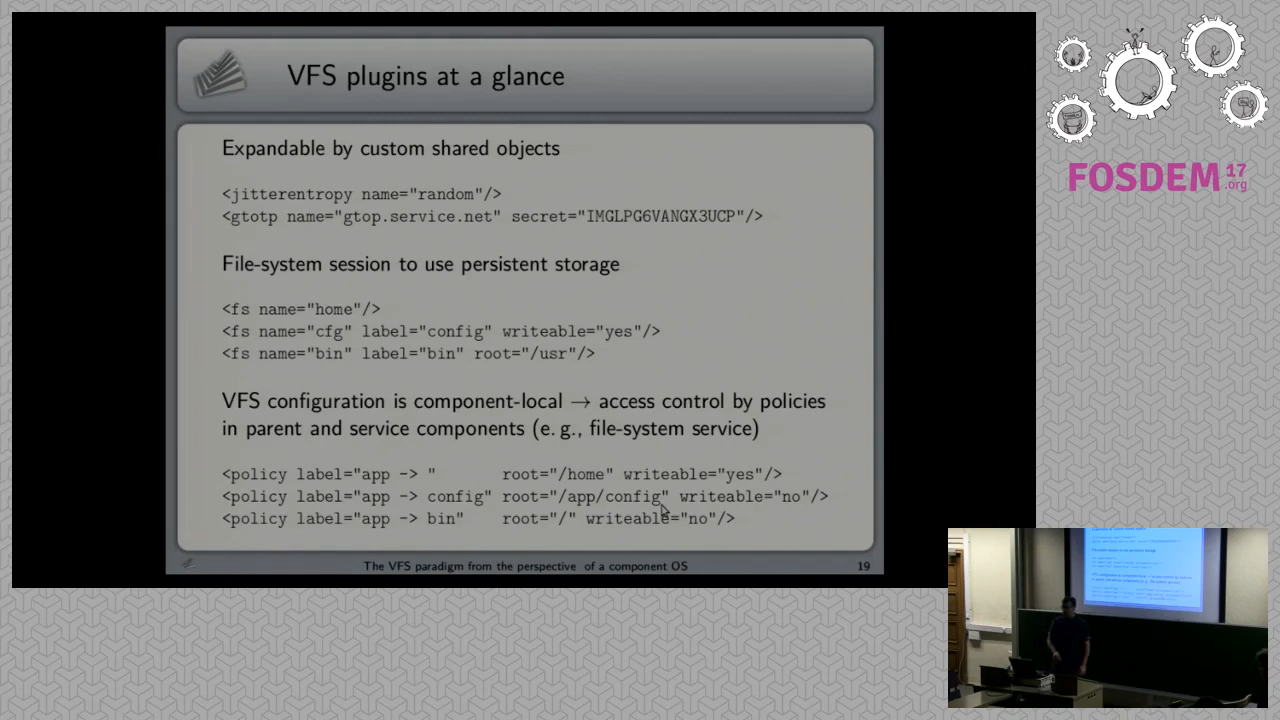 VFS plugins at a glance
Expandable by custom shared objects
<jitterentropy name="random"/>
<gtotp name="gtop.service.net" secret="IMGLPG6VANGX3UCP"/>
File-system session to use persistent storage
<fs name="home"/>
<fs name="cfg" label="config" writeable="yes"/>
<fs name="bin" label="bin" root="/usr"/>
VFS configuration is component-local → access control by policies
in parent and service components (e. g., file-system service)
<policy label="app -> " root="/home" writeable="yes"/>
<policy label="app -> config" root="/app/config" writeable="no"/>
<policy label="app -> bin" root="/" writeable="no"/>
The VFS paradigm from the perspective of a component OS
19
FOSDEM 17
.org